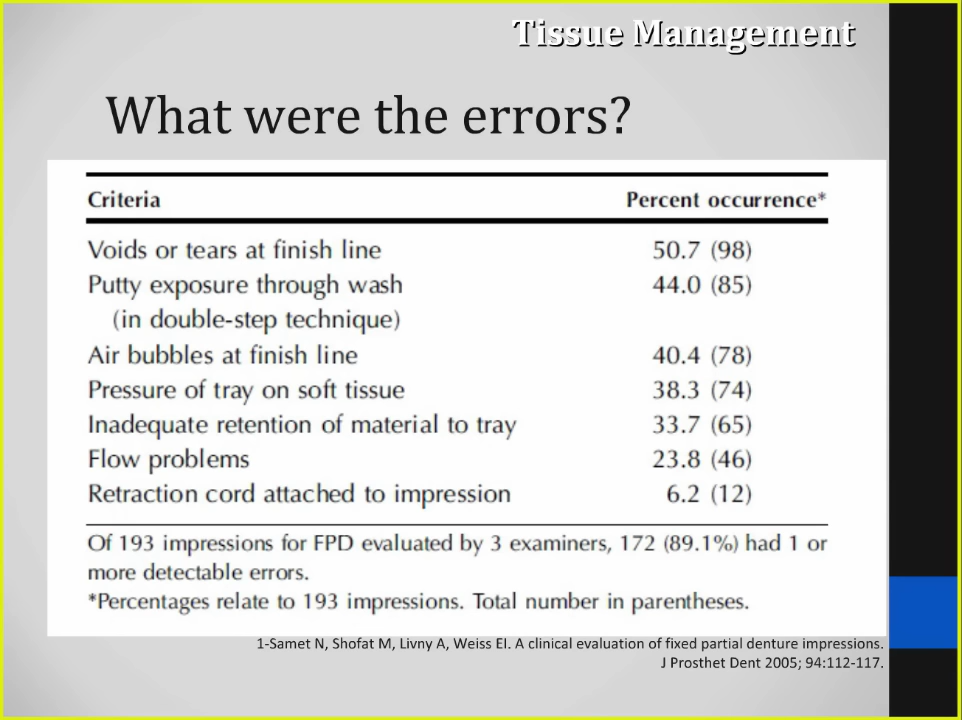 Tissue Management
What were the errors?
Criteria Percent occurrence*
Voids or tears at finish line 50.7 (98)
Putty exposure through wash 44.0 (85)
(in double-step technique)
Air bubbles at finish line 40.4 (78)
Pressure of tray on soft tissue 38.3 (74)
Inadequate retention of material to tray 33.7 (65)
Flow problems 23.8 (46)
Retraction cord attached to impression 6.2 (12)
Of 193 impressions for FPD evaluated by 3 examiners, 172 (89.1%) had 1 or
more detectable errors.
*Percentages relate to 193 impressions. Total number in parentheses.
1-Samet N, Shofat M, Livny A, Weiss EI. A clinical evaluation of fixed partial denture impressions.
J Prosthet Dent 2005; 94:112-117.